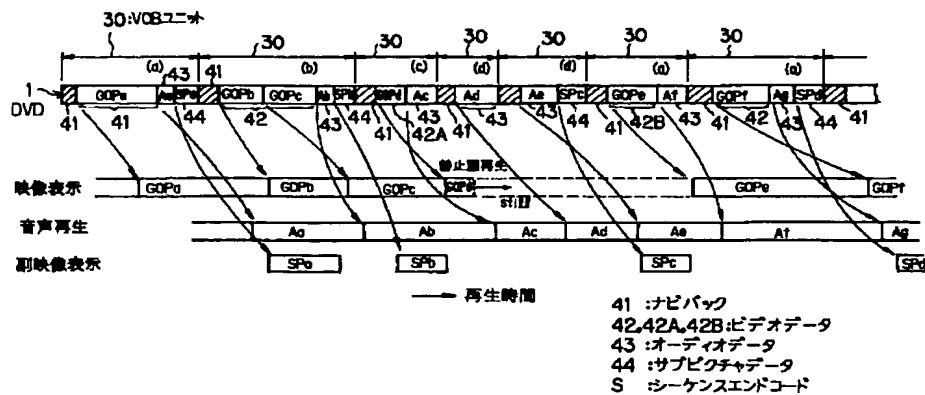 30:VOBユニット
30 30 30 30 30 30
(a) 43 41 (b) (c) (d) (d) (a) (a)
1
DVD
GOPa Aa SPa GOPb GOPc Ab SPb GOPd Ac Ad Ae SPc GOPe Af GOPf Ag SPd
41 41 44 42 43 44 41 43 41 43 43 44 41 42B 43 41 42 43 44 41
42A
静止画再生
映像表示 GOPa GOPb GOPc GOPd still GOPe GOPf
音声再生 Aa Ab Ac Ad Ae Af Ag
副映像表示 SPa SPb SPc SPd
再生時間
41 :ナビパック
42,42A,42B:ビデオデータ
43 :オーディオデータ
44 :サブピクチャデータ
S :シーケンスエンドコード